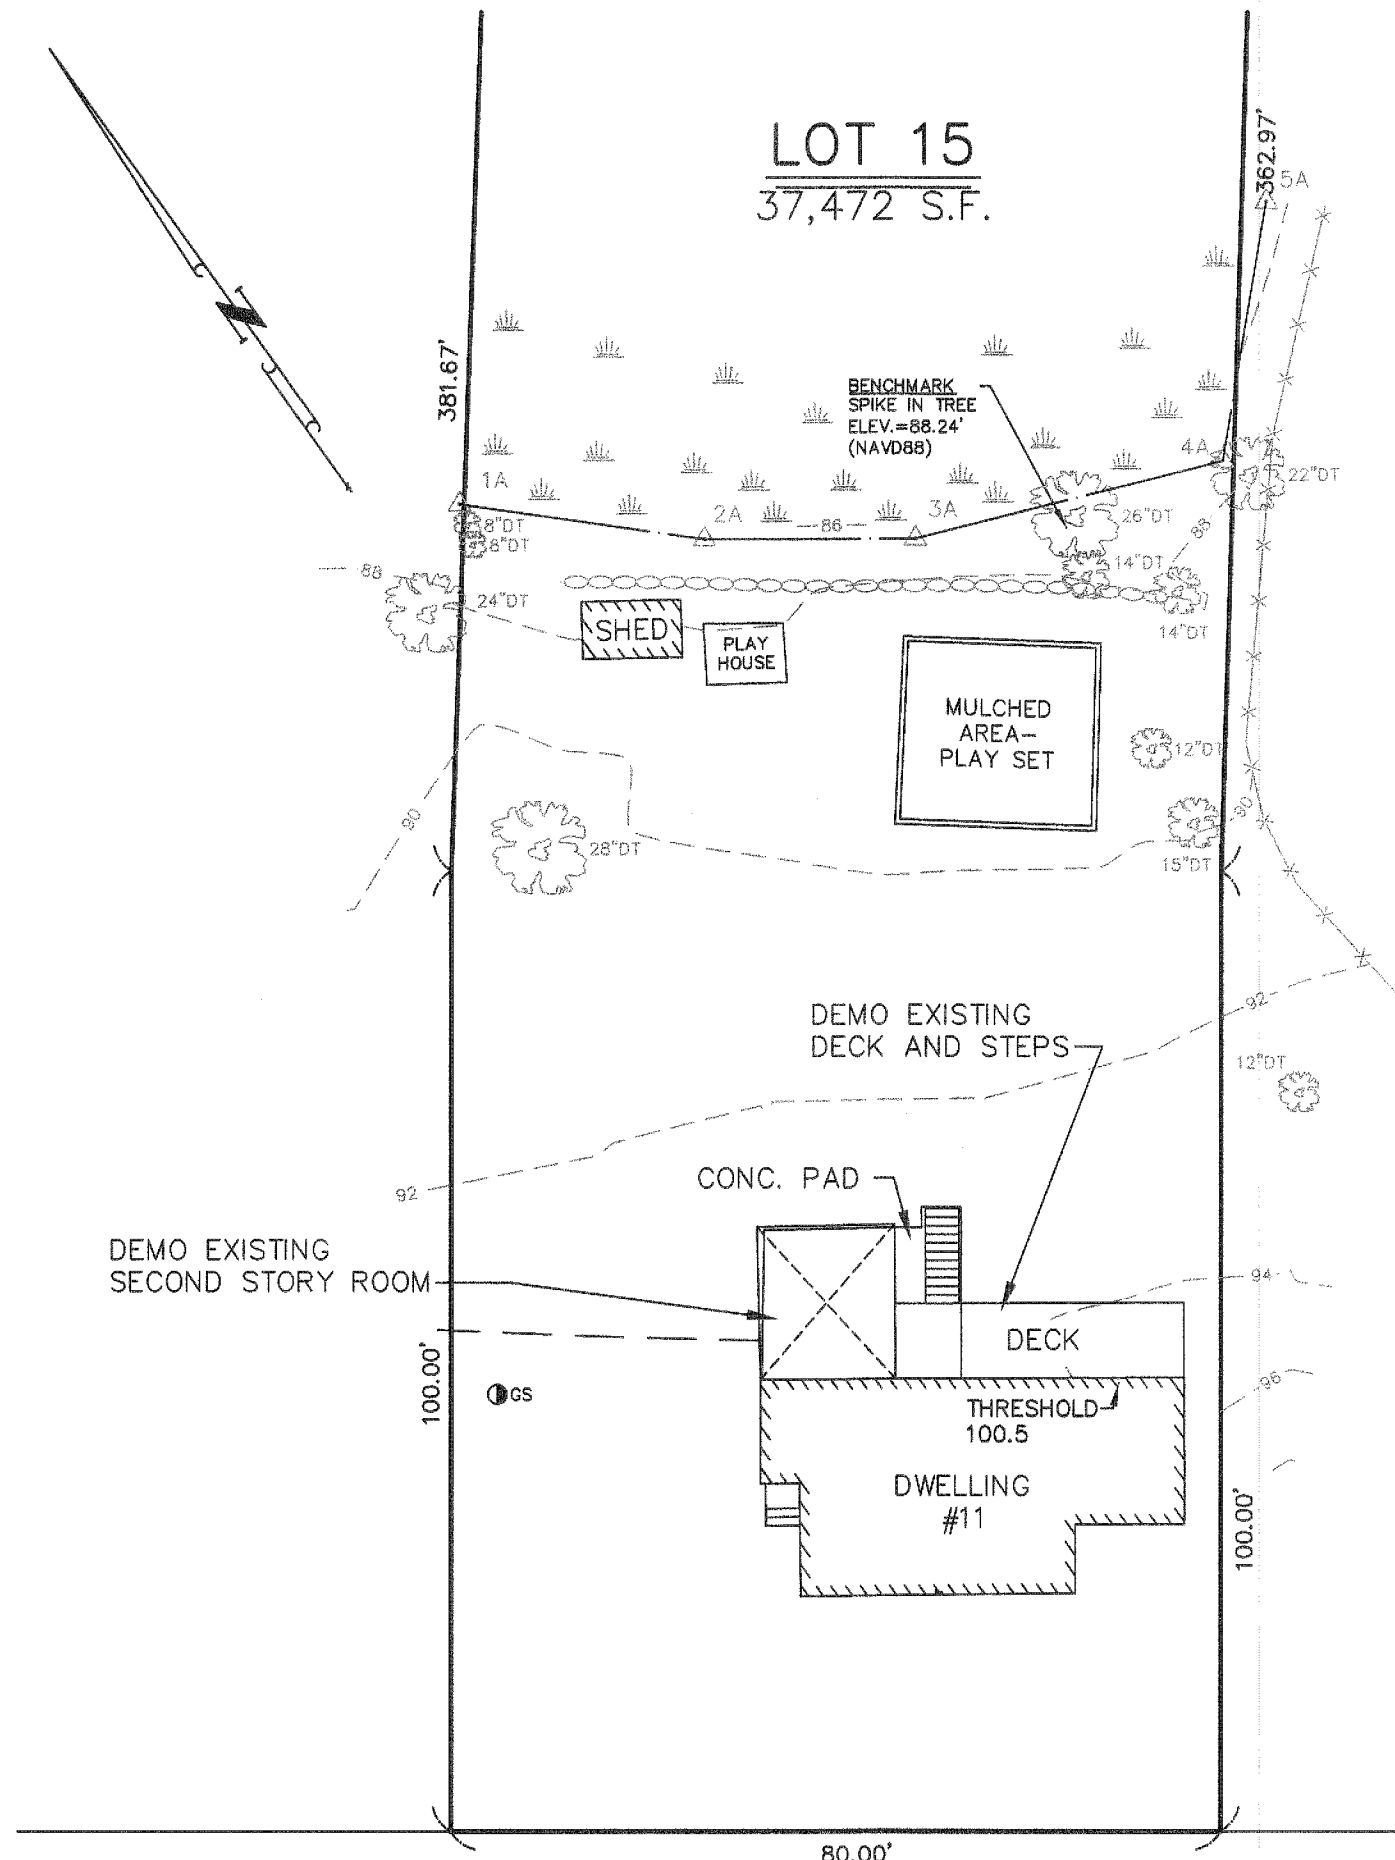 LOT 15
37,472 S.F.
362.97'
5A
381.67'
BENCHMARK
SPIKE IN TREE
ELEV.=88.24'
(NAVD88)
N
1A
2A
86
3A
4A
22"DT
8"DT
8"DT
26"DT
88
88
14"DT
24"DT
14"DT
SHED
PLAY
HOUSE
MULCHED
AREA-
PLAY SET
12"DT
90
90
28"DT
15"DT
DEMO EXISTING
DECK AND STEPS
92
12"DT
92
CONC. PAD
DEMO EXISTING
SECOND STORY ROOM
94
DECK
96
100.00'
GS
THRESHOLD
100.5
DWELLING
#11
100.00'
80.00'